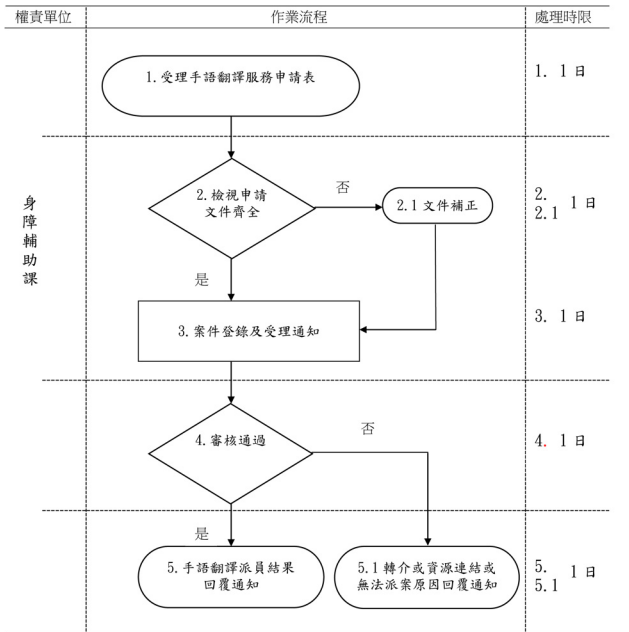 權責單位 作業流程 處理時限
1.受理手語翻譯服務申請表
1. 1日
2.檢視申請
文件齊全
否
2.1文件補正
2.
2.1 1日
身障輔助課
是
3.案件登錄及受理通知
3. 1日
4.審核通過
否
4. 1日
是
5.手語翻譯派員結果
回覆通知
5.1轉介或資源連結或
無法派案原因回覆通知
5.
5.1 1日